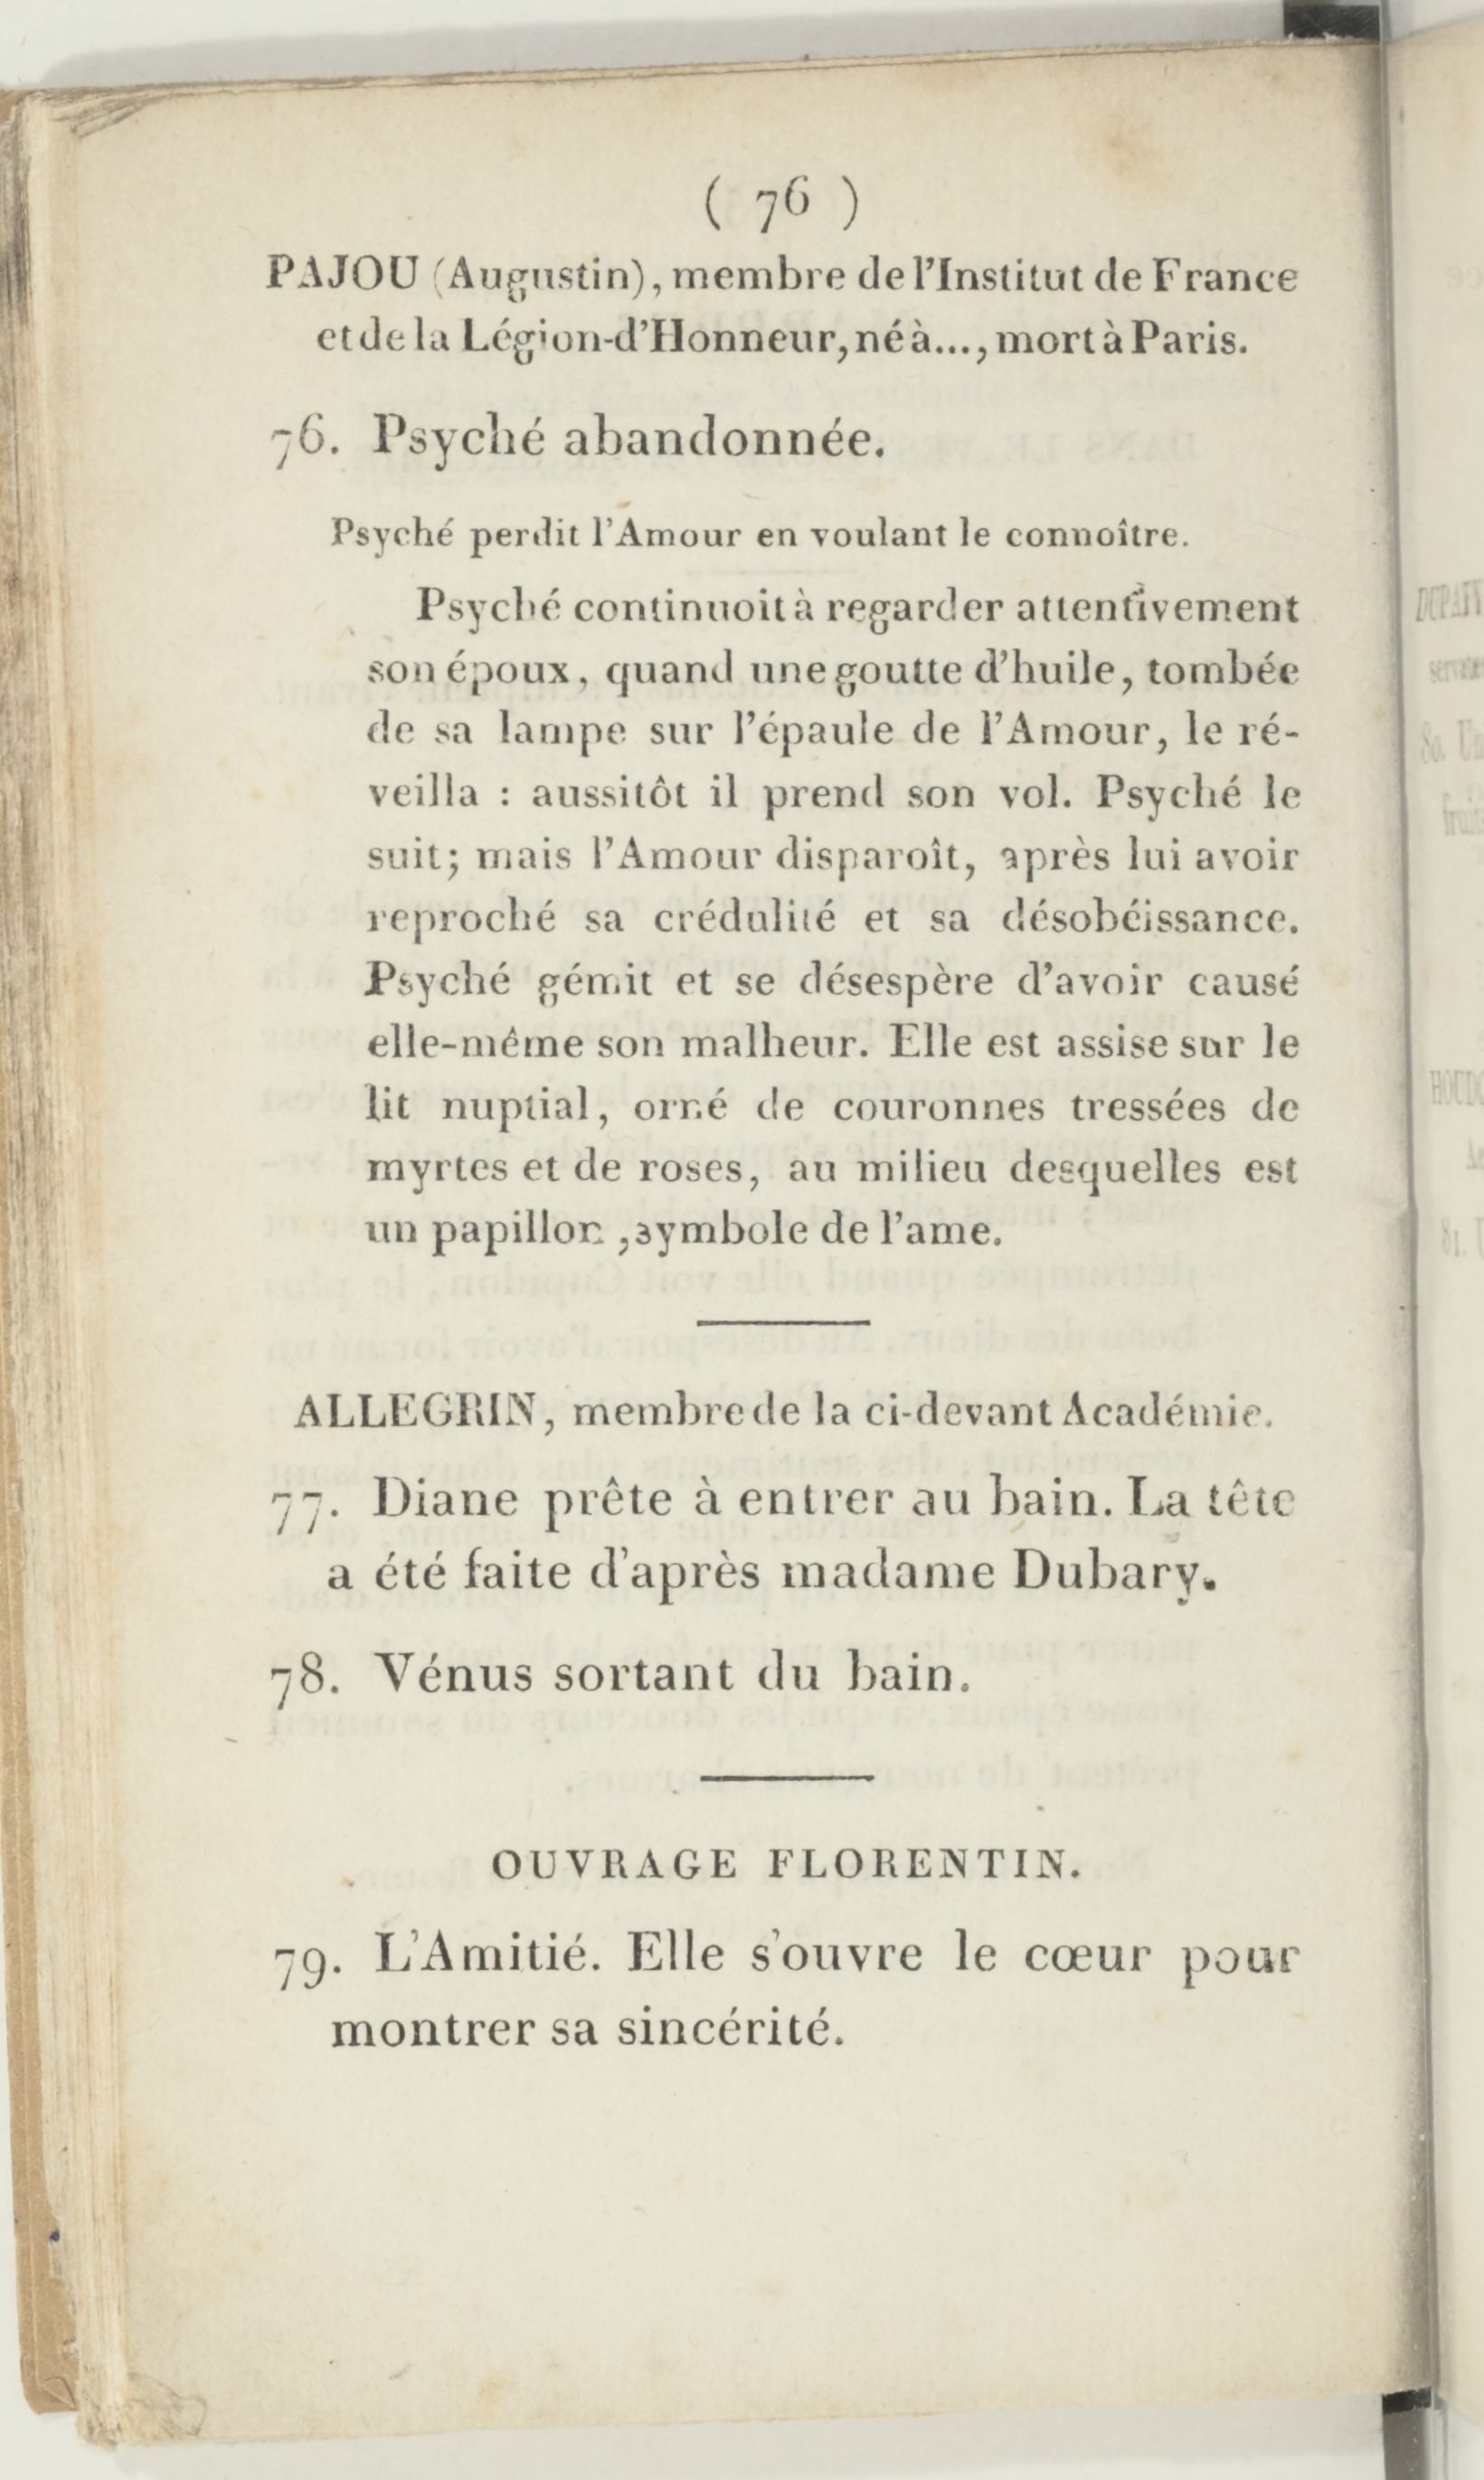 ( 76 )
PAJOU (Augustin), membre de l'Institut de France
et de la Légion-d'Honneur, né à..., mort à Paris.
76. Psyché abandonnée.
Psyché perdit l'Amour en voulant le connoître.
Psyché continuoit à regarder attentivement
son époux, quand une goutte d'huile, tombée
de sa lampe sur l'épaule de l'Amour, le ré-
veilla : aussitôt il prend son vol. Psyché le
suit; mais l'Amour disparoît, après lui avoir
reproché sa crédulité et sa désobéissance.
Psyché gémit et se désespère d'avoir causé
elle-même son malheur. Elle est assise sur le
lit nuptial, orné de couronnes tressées de
myrtes et de roses, au milieu desquelles est
un papillon, symbole de l'ame.
ALLEGRIN, membre de la ci-devant Académie.
77. Diane prête à entrer au bain. La tête
a été faite d'après madame Dubary.
78. Vénus sortant du bain.
OUVRAGE FLORENTIN.
79. L'Amitié. Elle s'ouvre le cœur pour
montrer sa sincérité.